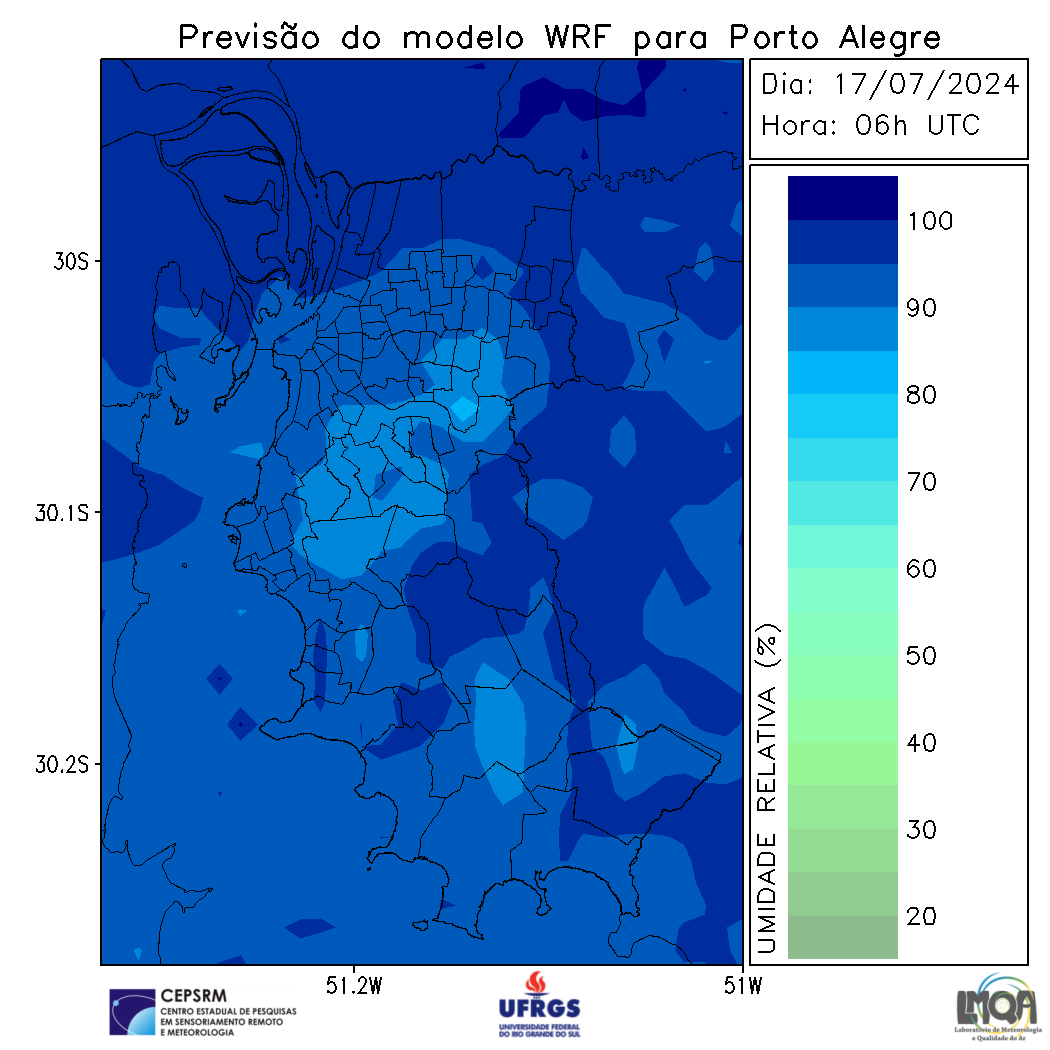 Previsão do modelo WRF para Porto Alegre
Dia: 17/07/2024
Hora: 06h UTC
100
90
80
70
60
50
40
30
20
UMIDADE RELATIVA (%)
30S
30.1S
30.2S
51.2W
51W
CEPSRM
CENTRO ESTADUAL DE PESQUISAS
EM SENSORIAMENTO REMOTO
E METEOROLOGIA
UFRGS
UNIVERSIDADE FEDERAL
DO RIO GRANDE DO SUL
LMQA
Laboratório de Meteorologia
e Qualidade do Ar